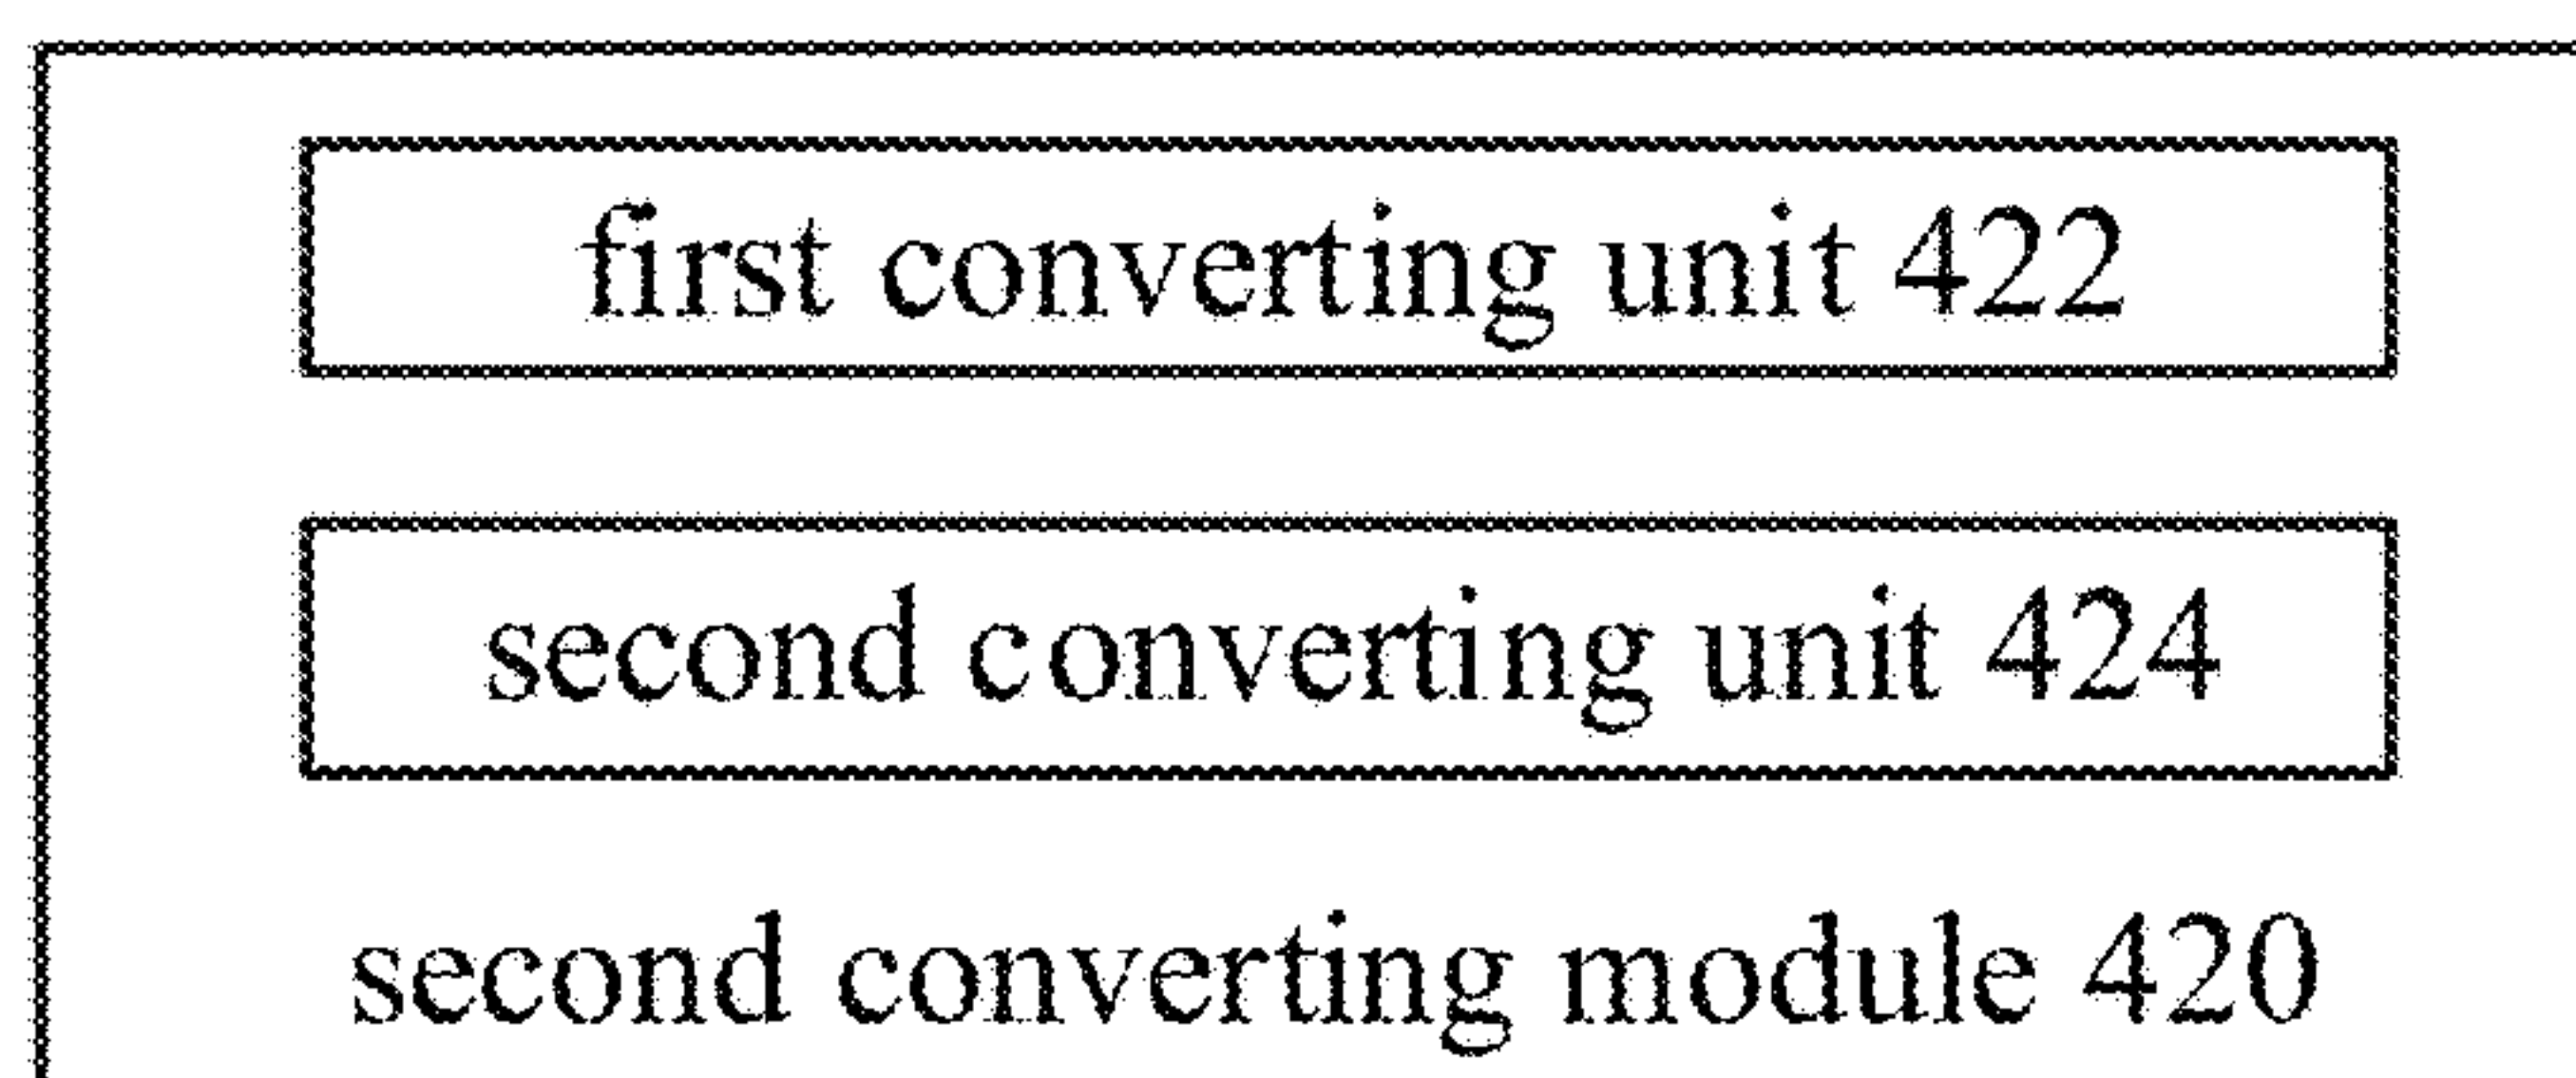 first converting unit 422
second converting unit 424
second converting module 420